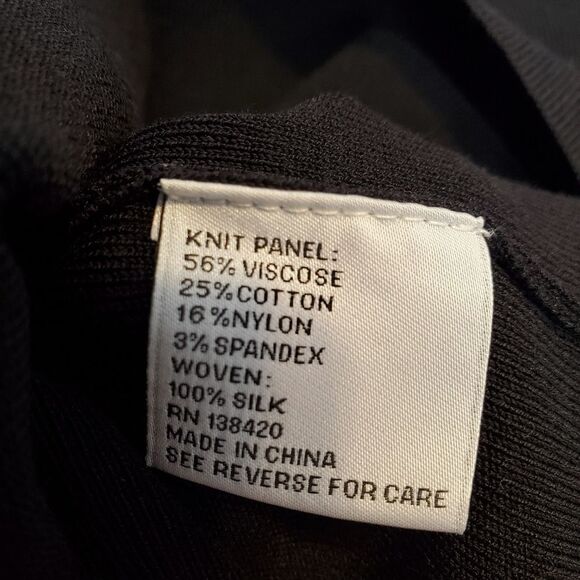 KNIT PANEL:
56% VISCOSE
25% COTTON
16% NYLON
3% SPANDEX
WOVEN:
100% SILK
RN 138420
MADE IN CHINA
SEE REVERSE FOR CARE